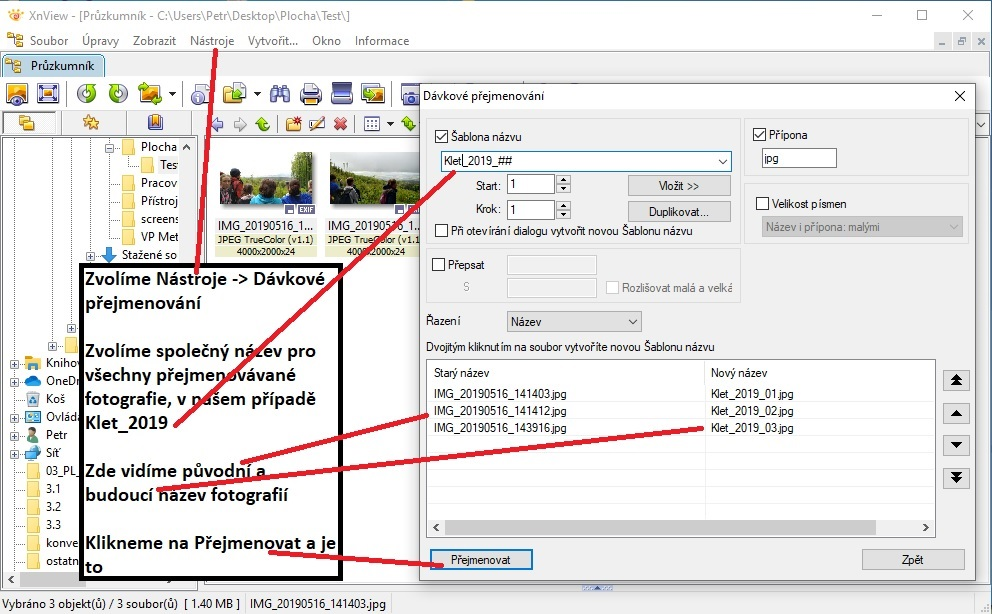 XnView - [Průzkumník - C:\Users\Petr\Desktop\Plocha\Test\]
Soubor Úpravy Zobrazit Nástroje Vytvořit... Okno Informace
Průzkumník
Plocha
Test
Pracov
Přístroj
screens
VP Met
Stažené so
Knihov
OneDr
Koš
Ovláda
Petr
Síť
03_PL_
3.1
3.2
3.3
konve
ostatn
EXIF
IMG_20190516_1...
JPEG TrueColor (v1.1)
4000x2000x24
IMG_20190516_1...
JPEG TrueColor (v1.1)
4000x2000x24
Zvolíme Nástroje -> Dávkové
přejmenování
Zvolíme společný název pro
všechny přejmenovávané
fotografie, v našem případě
Klet_2019
Zde vidíme původní a
budoucí název fotografií
Klikneme na Přejmenovat a je
to
Dávkové přejmenování
Šablona názvu
Klet_2019_##
Start: 1
Vložit >>
Krok: 1
Duplikovat...
Při otevírání dialogu vytvořit novou Šablonu názvu
Přípona
jpg
Velikost písmen
Název i přípona: malými
Přepsat
S
Rozlišovat malá a velká
Řazení
Název
Dvojitým kliknutím na soubor vytvoříte novou Šablonu názvu
Starý název Nový název
IMG_20190516_141403.jpg Klet_2019_01.jpg
IMG_20190516_141412.jpg Klet_2019_02.jpg
IMG_20190516_143916.jpg Klet_2019_03.jpg
Přejmenovat
Zpět
Vybráno 3 objekt(ů) / 3 soubor(ů) [ 1.40 MB ] IMG_20190516_141403.jpg